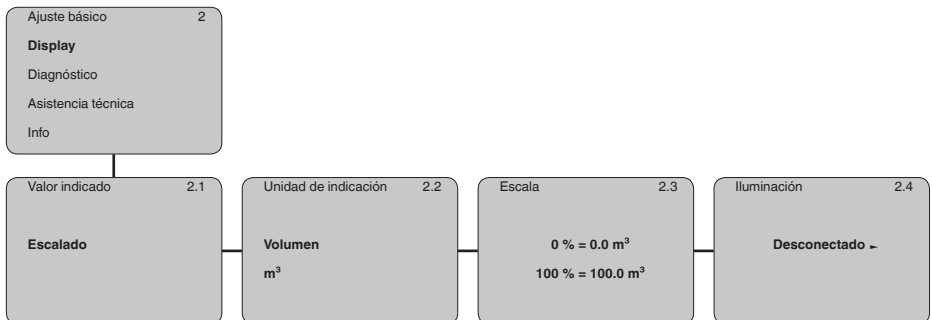 Ajuste básico 2
Display
Diagnóstico
Asistencia técnica
Info
Valor indicado 2.1
Escalado
Unidad de indicación 2.2
Volumen
m³
Escala 2.3
0 % = 0.0 m³
100 % = 100.0 m³
Iluminación 2.4
Desconectado ►